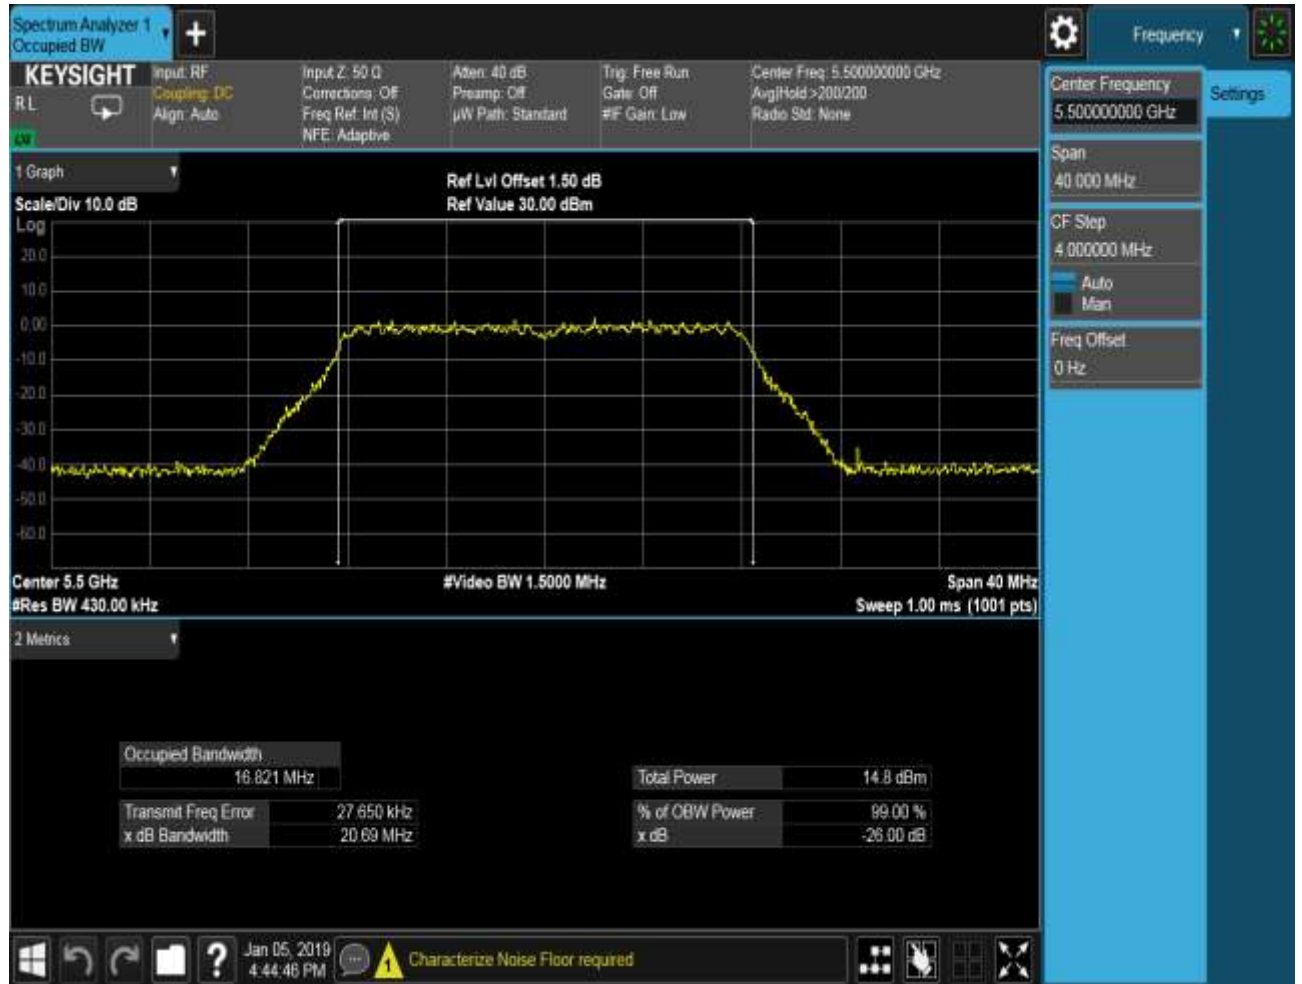 Spectrum Analyzer 1
Occupied BW
Frequency
KEYSIGHT
RL
Input: RF
Coupling: DC
Align: Auto
Input Z: 50 Ω
Corrections: Off
Freq Ref: Int (S)
NFE: Adaptive
Atten: 40 dB
Preamp: Off
µW Path: Standard
Trig: Free Run
Gate: Off
#IF Gain: Low
Center Freq: 5.500000000 GHz
Avg|Hold:>200/200
Radio Std: None
Center Frequency
5.500000000 GHz
Settings
Span
40.000 MHz
CF Step
4.000000 MHz
Auto
Man
Freq Offset
0 Hz
1 Graph
Scale/Div 10.0 dB
Ref Lvl Offset 1.50 dB
Ref Value 30.00 dBm
Log
20.0
10.0
0.00
-10.0
-20.0
-30.0
-40.0
-50.0
-60.0
Center 5.5 GHz
#Video BW 1.5000 MHz
Span 40 MHz
#Res BW 430.00 kHz
Sweep 1.00 ms (1001 pts)
2 Metrics
Occupied Bandwidth
16.821 MHz
Total Power 14.8 dBm
Transmit Freq Error 27.650 kHz
% of OBW Power 99.00 %
x dB Bandwidth 20.69 MHz
x dB -26.00 dB
?
Jan 05, 2019
4:44:46 PM
1
Characterize Noise Floor required